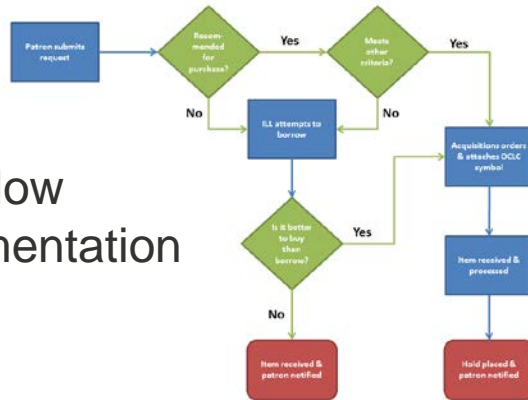 Patron submits
request
Recom-
mended
for
purchase?
Yes
Meets
other
criteria?
Yes
No
No
ILL attempts to
borrow
Acquisitions orders
& attaches OCLC
symbol
low
nentation
Is it better
to buy
than
borrow?
Yes
Item received &
processed
No
Item received &
patron notified
Hold placed &
patron notified